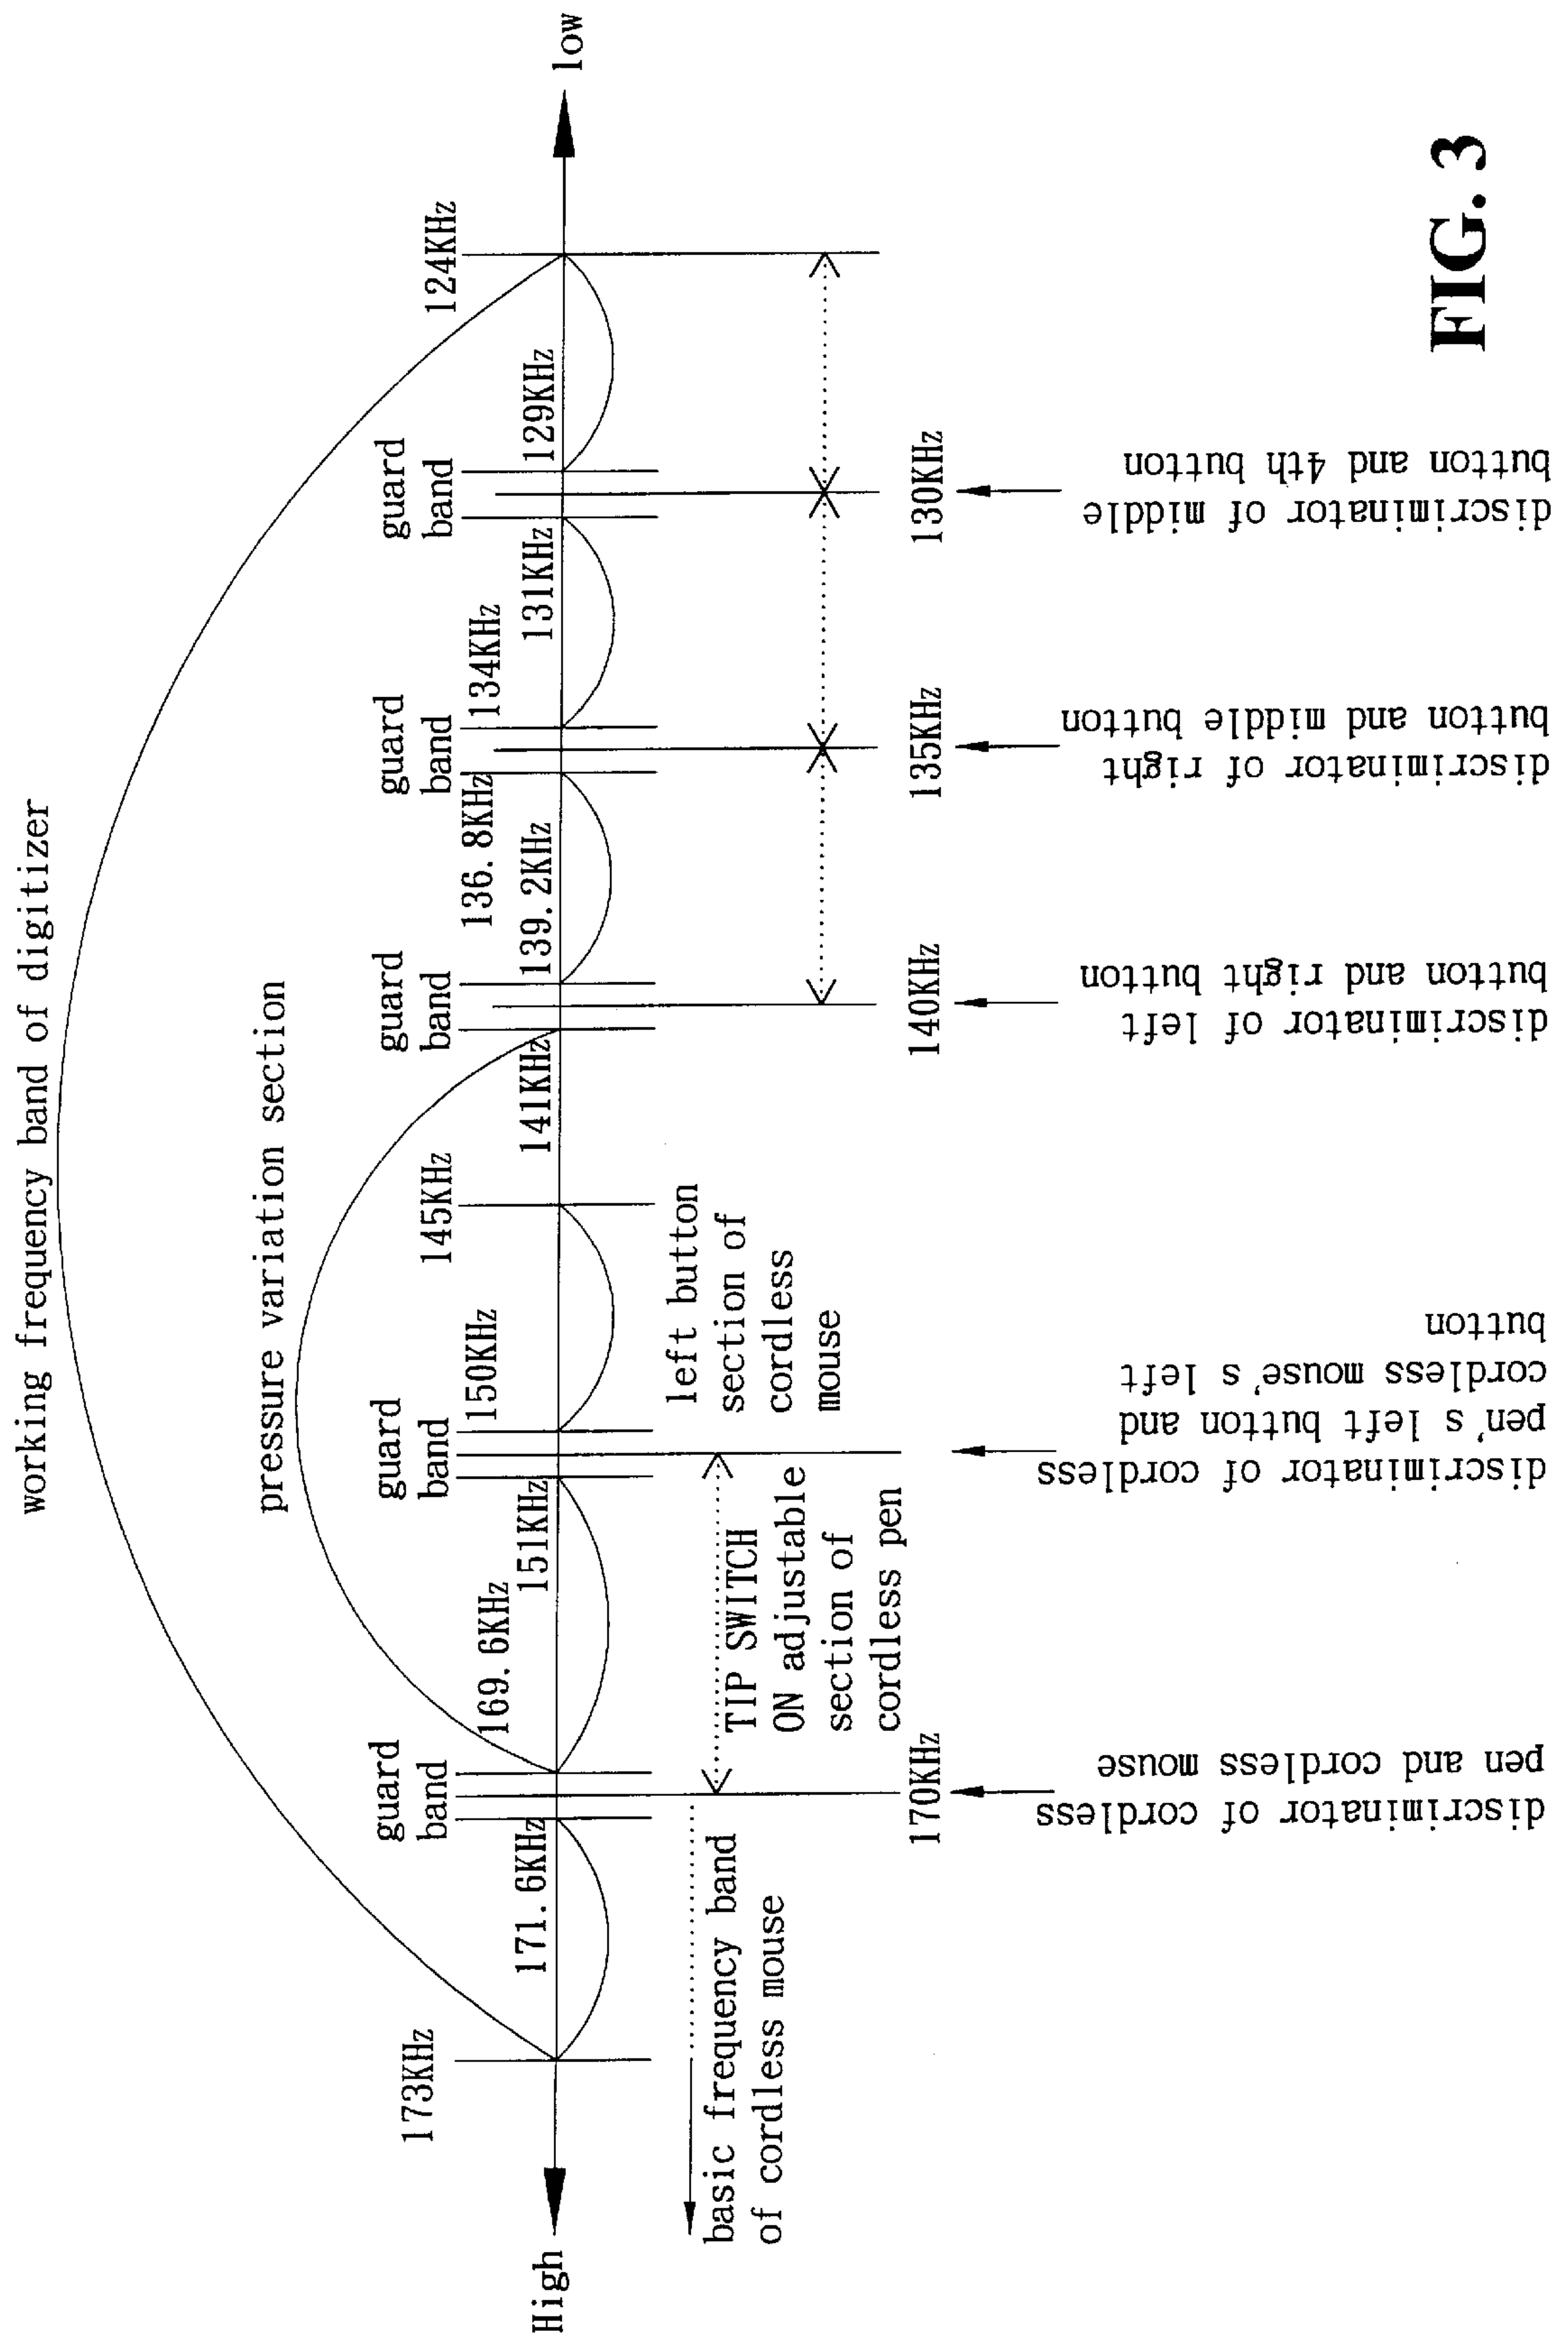 working frequency band of digitizer
pressure variation section
173KHz
171.6KHz
guard
band
169.6KHz
151KHz
guard
band
150KHz
145KHz
141KHz
guard
band
139.2KHz
136.8KHz
guard
band
134KHz
131KHz
guard
band
129KHz
124KHz
High
low
basic frequency band
of cordless mouse
TIP SWITCH
ON adjustable
section of
cordless pen
left button
section of
cordless
mouse
170KHz
140KHz
135KHz
130KHz
discriminator of cordless
pen and cordless mouse
discriminator of cordless
pen's left button and
cordless mouse's left
button
discriminator of left
button and right button
discriminator of right
button and middle button
discriminator of middle
button and 4th button
FIG. 3